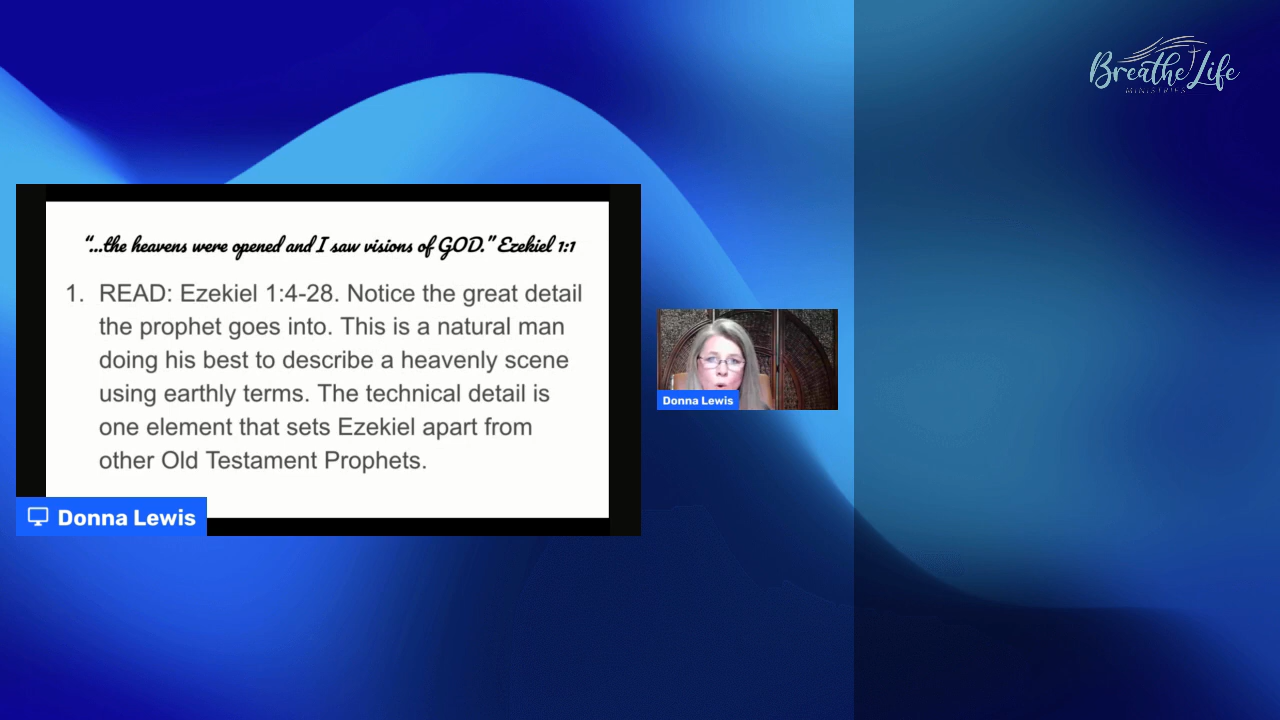 Breathe Life
MINISTRIES
“...the heavens were opened and I saw visions of GOD.” Ezekiel 1:1
1. READ: Ezekiel 1:4-28. Notice the great detail
the prophet goes into. This is a natural man
doing his best to describe a heavenly scene
using earthly terms. The technical detail is
one element that sets Ezekiel apart from
other Old Testament Prophets.
Donna Lewis
Donna Lewis